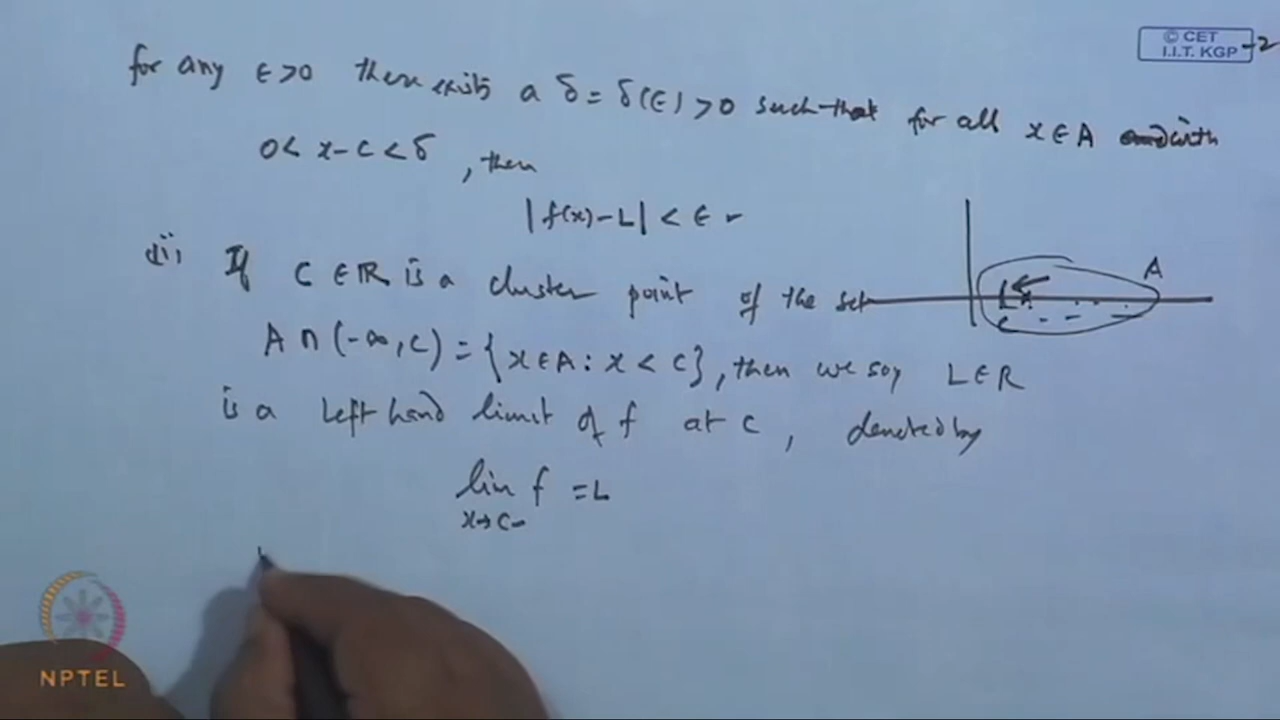 © CET
I.I.T. KGP -2
for any ϵ>0 there exists a δ = δ(ϵ) >0 such that for all x∈A with
0< x-c<δ , then
|f(x)-L| < ϵ
(ii) If c∈ℝ is a cluster point of the set
A ∩ (-∞, c) = {x∈A : x < c}, then we say L∈R
is a left hand limit of f at c , denoted by
lim f = L
x→c-
A
c
NPTEL